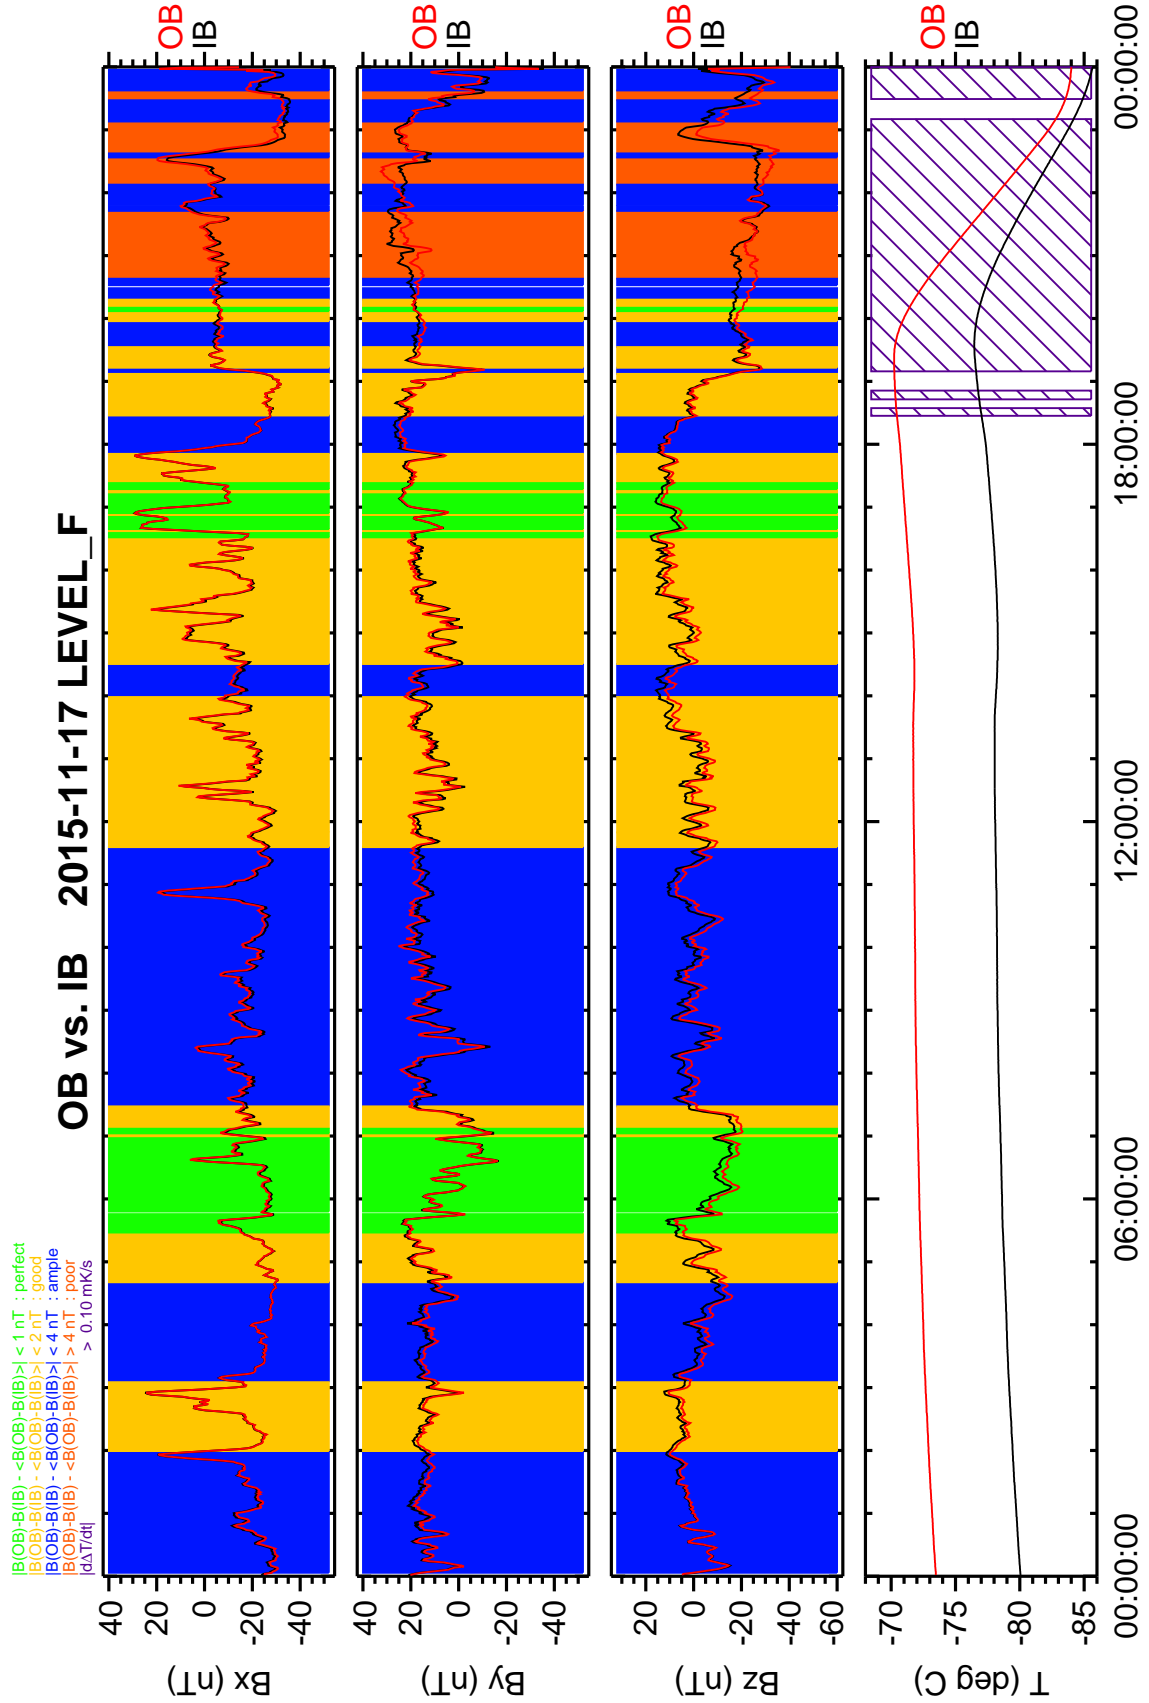 |B(OB)-B(IB) - <B(OB)-B(IB)>| < 1 nT : perfect
|B(OB)-B(IB) - <B(OB)-B(IB)>| < 2 nT : good
|B(OB)-B(IB) - <B(OB)-B(IB)>| < 4 nT : ample
|B(OB)-B(IB) - <B(OB)-B(IB)>| > 4 nT : poor
|dΔT/dt| > 0.10 mK/s
OB vs. IB 2015-11-17 LEVEL_F
Bx (nT)
40
20
0
-20
-40
OB
IB
By (nT)
40
20
0
-20
-40
OB
IB
Bz (nT)
20
0
-20
-40
-60
OB
IB
T (deg C)
-70
-75
-80
-85
OB
IB
00:00:00
06:00:00
12:00:00
18:00:00
00:00:00